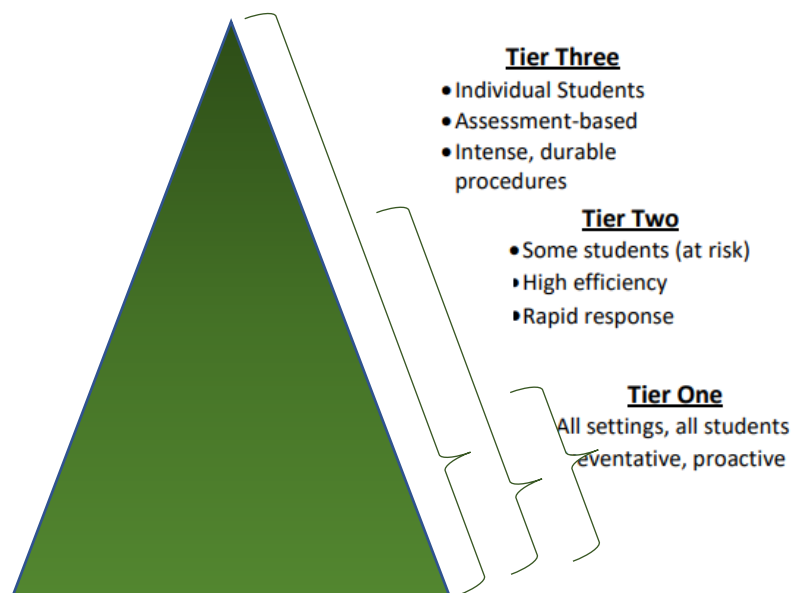 Tier Three
• Individual Students
• Assessment-based
• Intense, durable
procedures
Tier Two
• Some students (at risk)
• High efficiency
• Rapid response
Tier One
All settings, all students
eventative, proactive